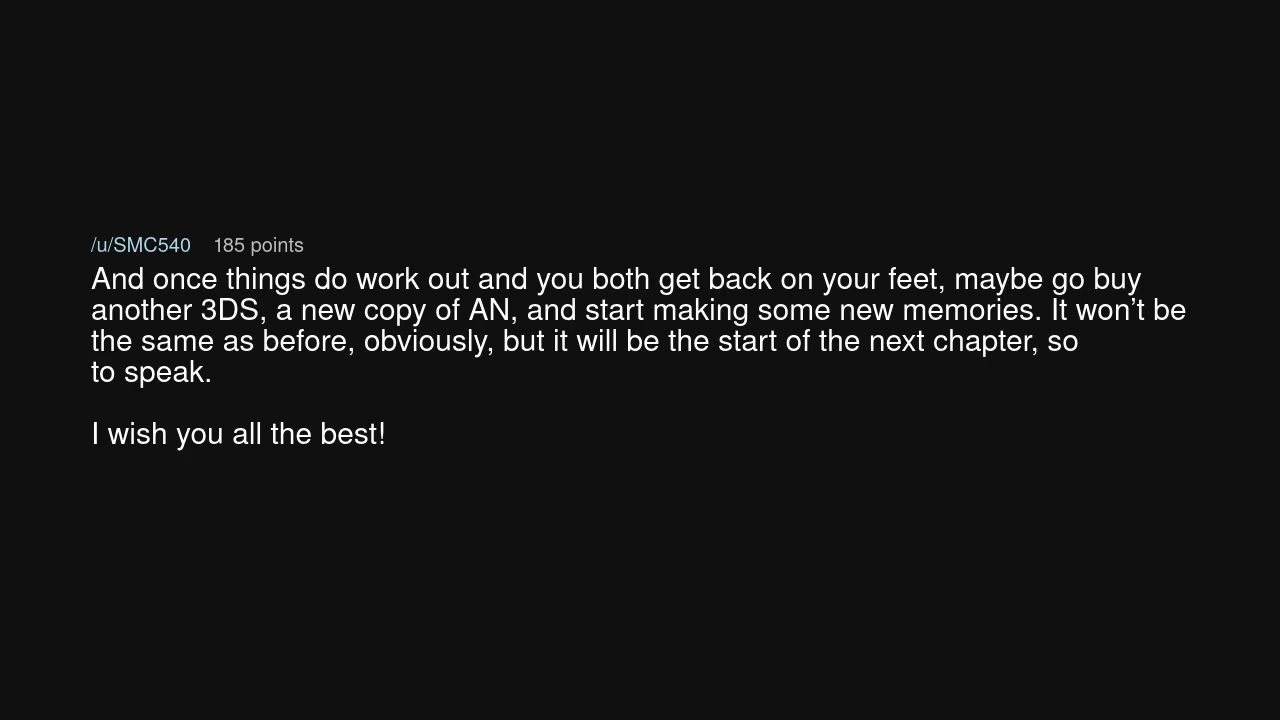 /u/SMC540 185 points
And once things do work out and you both get back on your feet, maybe go buy
another 3DS, a new copy of AN, and start making some new memories. It won’t be
the same as before, obviously, but it will be the start of the next chapter, so
to speak.
I wish you all the best!